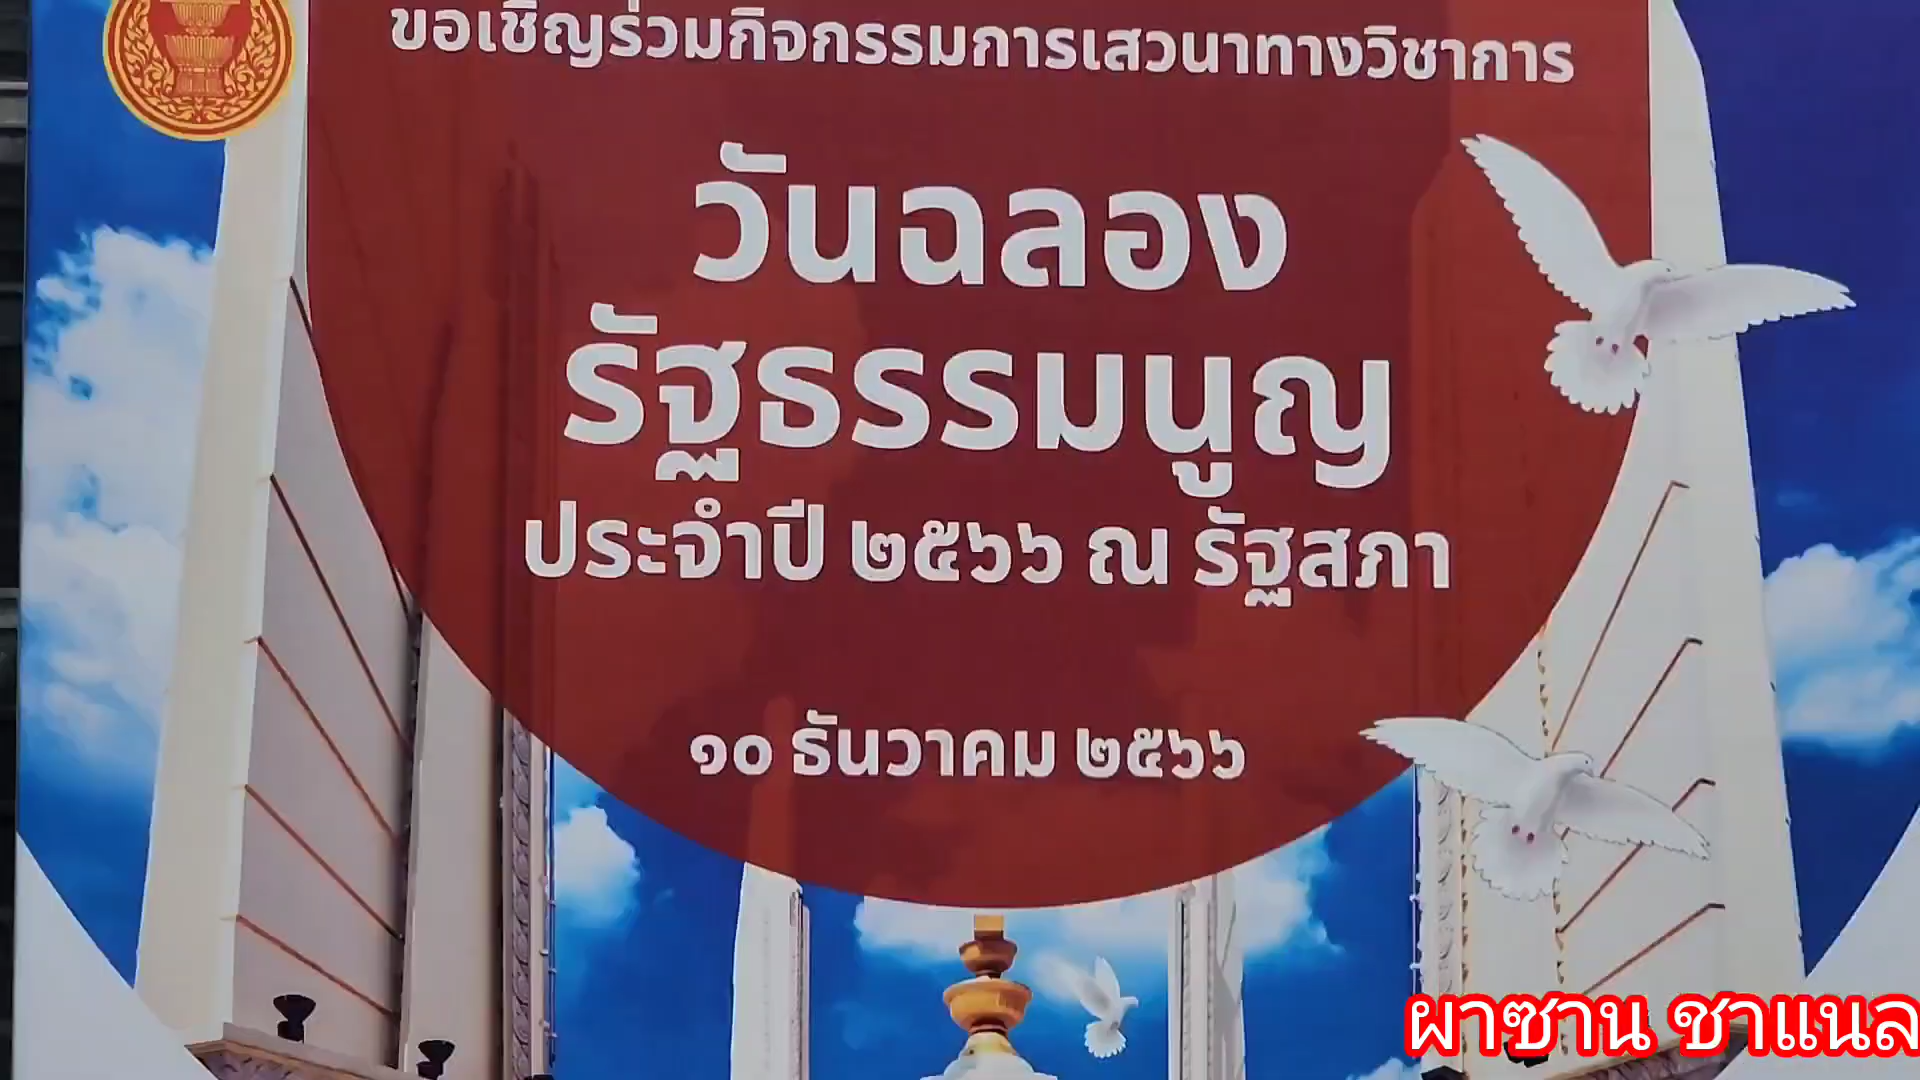 ขอเชิญร่วมกิจกรรมการเสวนาทางวิชาการ
วันฉลอง
รัฐธรรมนูญ
ประจำปี ๒๕๖๖ ณ รัฐสภา
๑๐ ธันวาคม ๒๕๖๖
ผาซาน ชาแนล